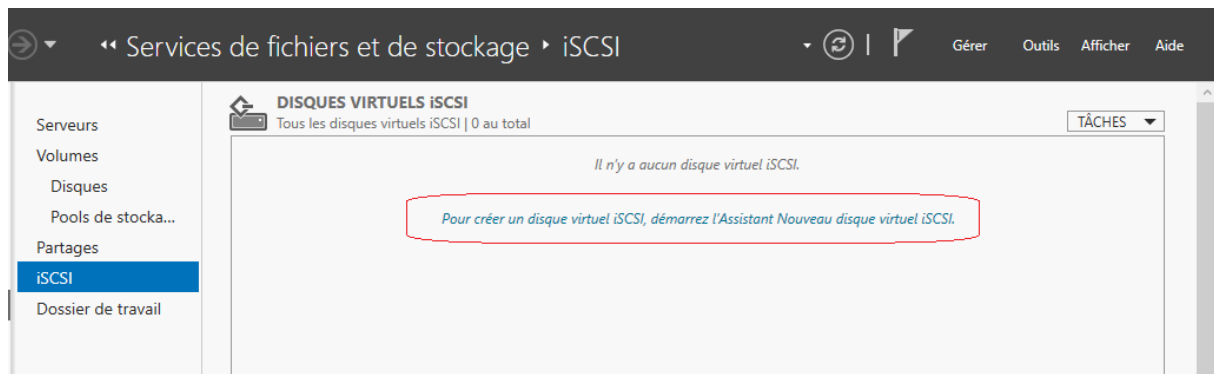 Services de fichiers et de stockage iSCSI
Gérer Outils Afficher Aide
Serveurs
Volumes
Disques
Pools de stocka...
Partages
iSCSI
Dossier de travail
DISQUES VIRTUELS iSCSI
Tous les disques virtuels iSCSI | 0 au total
TÂCHES
Il n'y a aucun disque virtuel iSCSI.
Pour créer un disque virtuel iSCSI, démarrez l'Assistant Nouveau disque virtuel iSCSI.